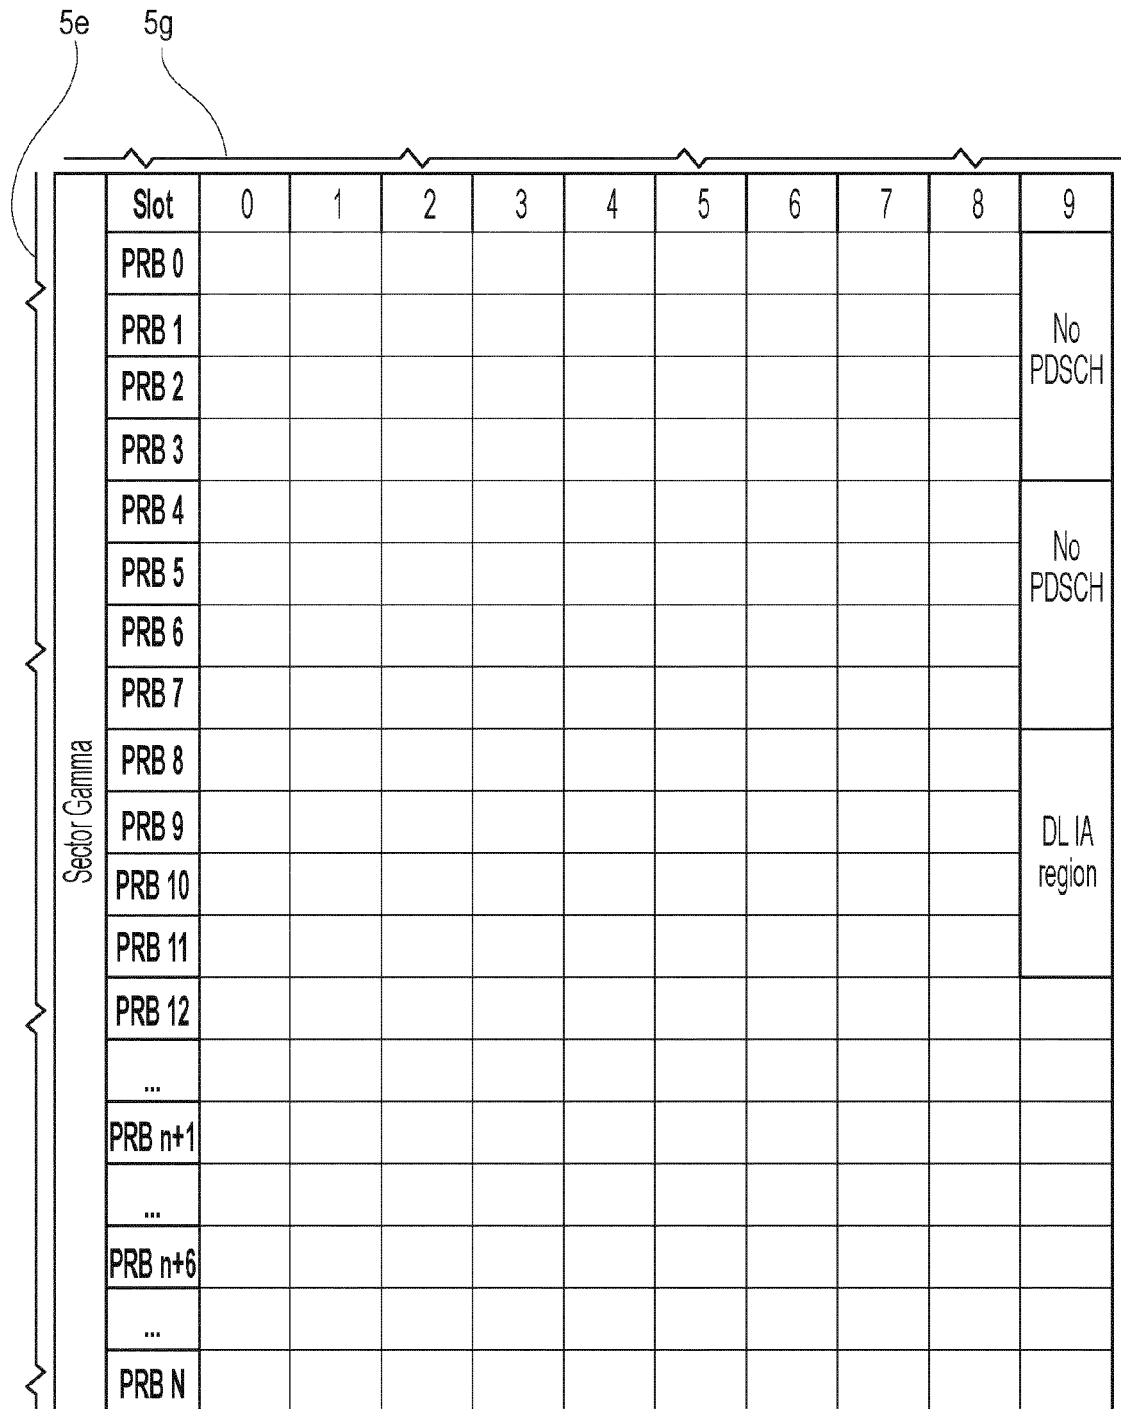 5e 5g
Slot 0 1 2 3 4 5 6 7 8 9
PRB 0
PRB 1
PRB 2
PRB 3
No
PDSCH
PRB 4
PRB 5
PRB 6
PRB 7
No
PDSCH
Sector Gamma
PRB 8
PRB 9
PRB 10
PRB 11
DL IA
region
PRB 12
...
PRB n+1
...
PRB n+6
...
PRB N